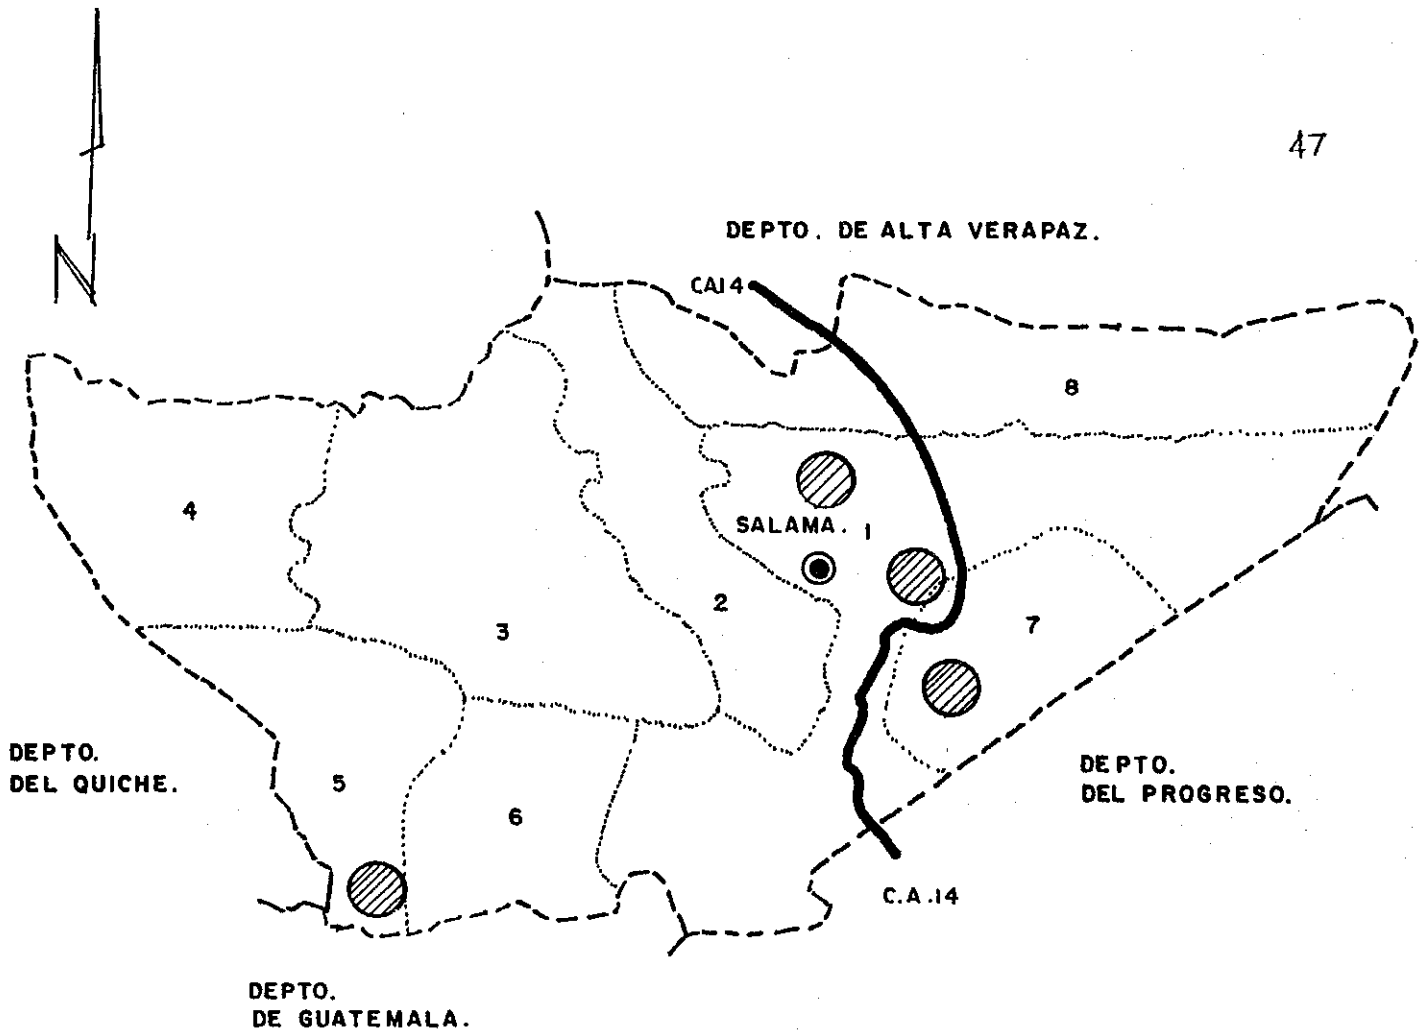 47
N
DEPTO. DE ALTA VERAPAZ.
CA14
8
4
SALAMA. 1
2
3
7
DEPTO.
DEL QUICHE.
5
6
DEPTO.
DEL PROGRESO.
C.A.14
DEPTO.
DE GUATEMALA.